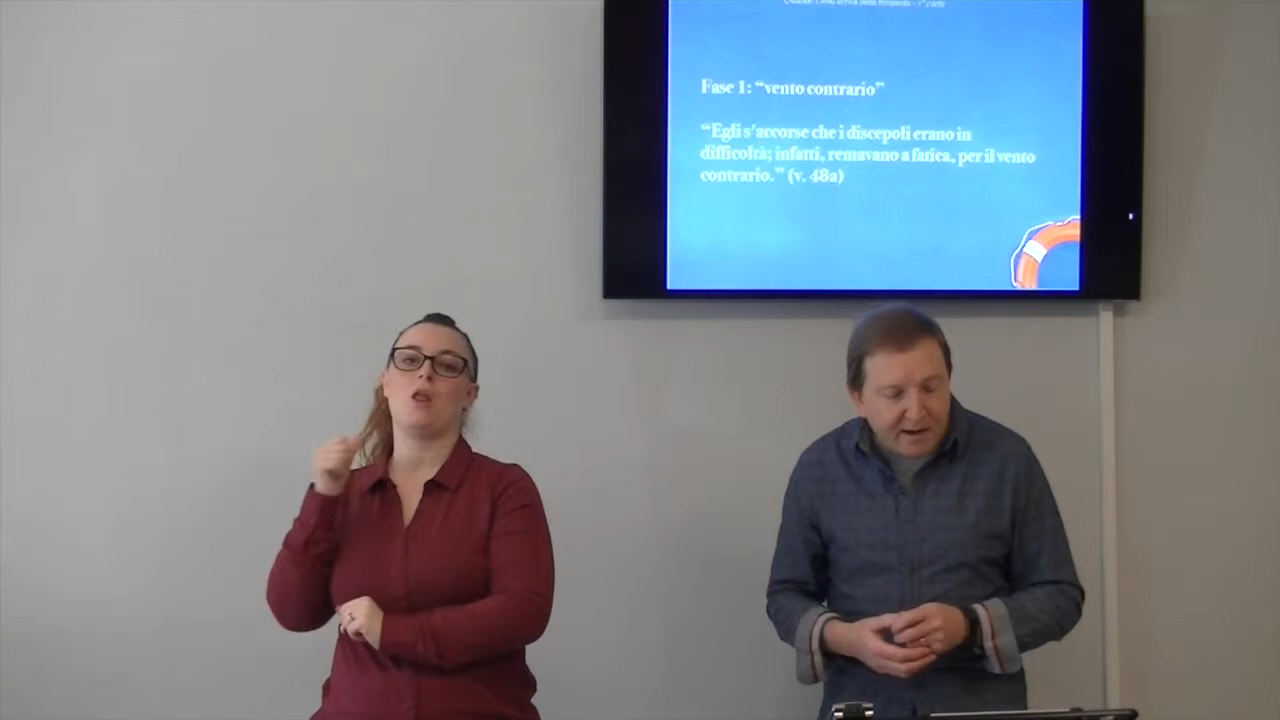 Fase 1: “vento contrario”
“Egli s’accorse che i discepoli erano in
difficoltà; infatti, remavano a fatica, per il vento
contrario.” (v. 48a)